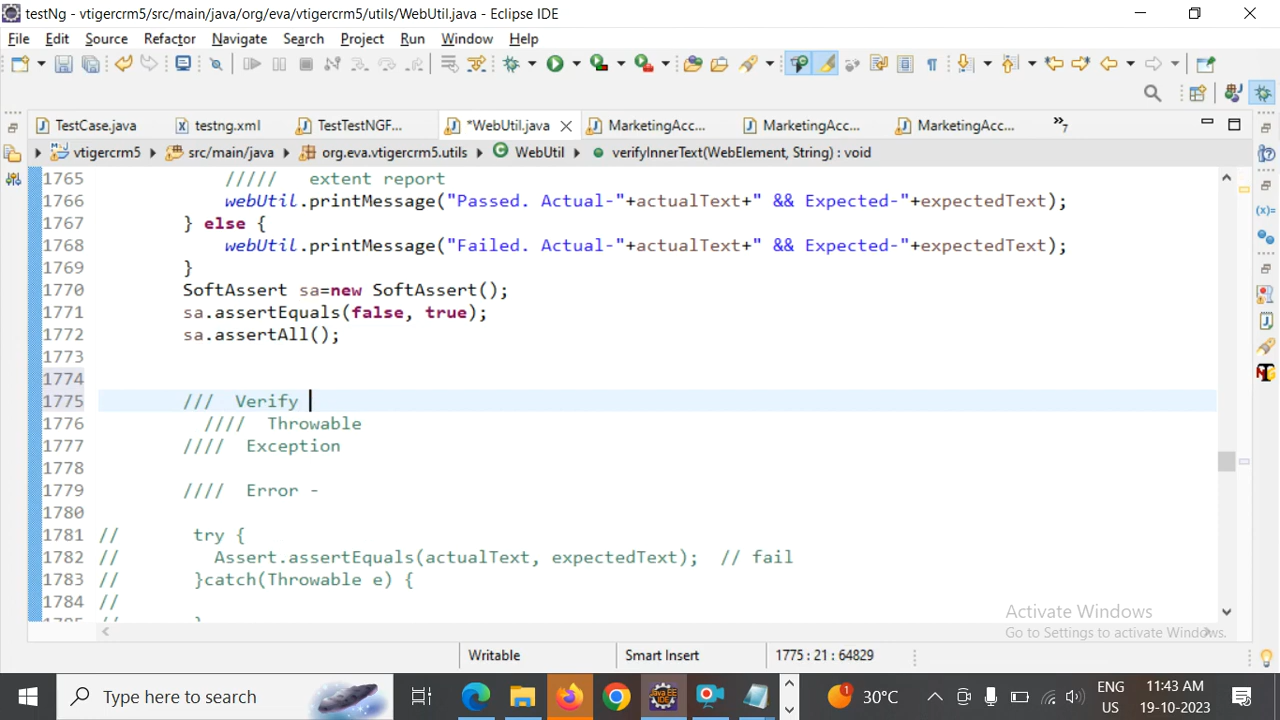 testNg - vtigercrm5/src/main/java/org/eva/vtigercrm5/utils/WebUtil.java - Eclipse IDE
File Edit Source Refactor Navigate Search Project Run Window Help
TestCase.java testng.xml TestTestNGF... *WebUtil.java MarketingAcc... MarketingAcc... MarketingAcc... »7
vtigercrm5 src/main/java org.eva.vtigercrm5.utils WebUtil verifyInnerText(WebElement, String) : void
1765 ///// extent report
1766 webUtil.printMessage("Passed. Actual-"+actualText+" && Expected-"+expectedText);
1767 } else {
1768 webUtil.printMessage("Failed. Actual-"+actualText+" && Expected-"+expectedText);
1769 }
1770 SoftAssert sa=new SoftAssert();
1771 sa.assertEquals(false, true);
1772 sa.assertAll();
1773
1774
1775 /// Verify
1776 //// Throwable
1777 //// Exception
1778
1779 //// Error -
1780
1781 // try {
1782 // Assert.assertEquals(actualText, expectedText); // fail
1783 // }catch(Throwable e) {
1784 //
1785 // }
Activate Windows
Go to Settings to activate Windows.
Writable Smart Insert 1775 : 21 : 64829
Type here to search 1 30°C ENG US 11:43 AM 19-10-2023